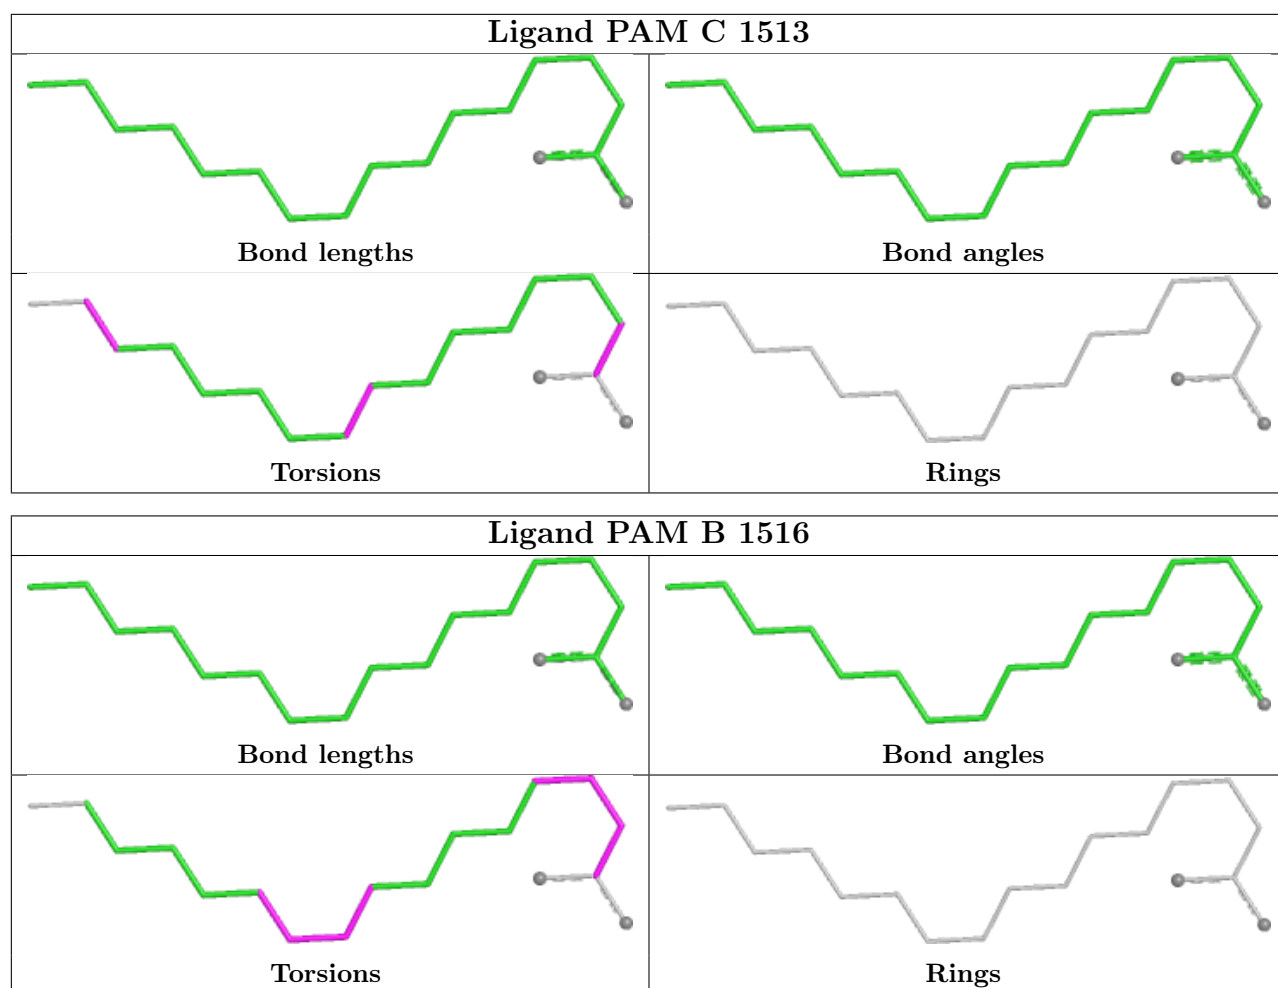 Ligand PAM C 1513
Bond lengths
Bond angles
Torsions
Rings
Ligand PAM B 1516
Bond lengths
Bond angles
Torsions
Rings